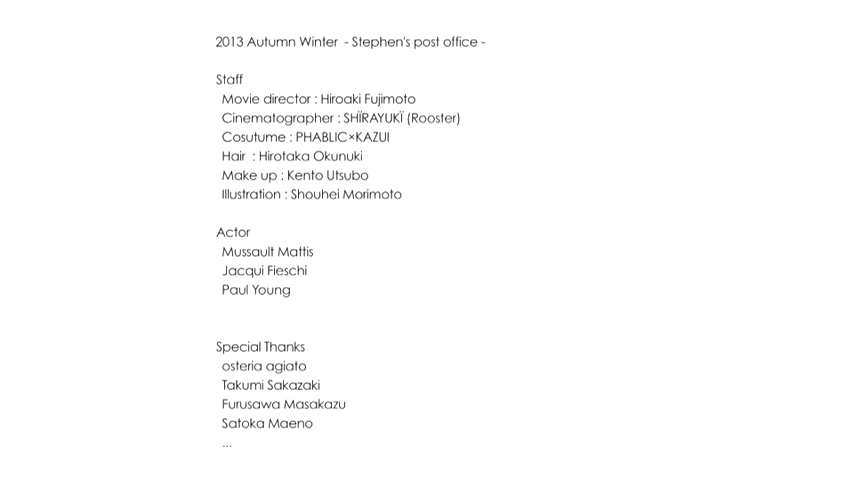 2013 Autumn Winter - Stephen's post office -
Staff
Movie director : Hiroaki Fujimoto
Cinematographer : SHÏRAYUKÏ (Rooster)
Cosutume : PHABLIC×KAZUI
Hair : Hirotaka Okunuki
Make up : Kento Utsubo
Illustration : Shouhei Morimoto
Actor
Mussault Mattis
Jacqui Fieschi
Paul Young
Special Thanks
osteria agiato
Takumi Sakazaki
Furusawa Masakazu
Satoka Maeno
...